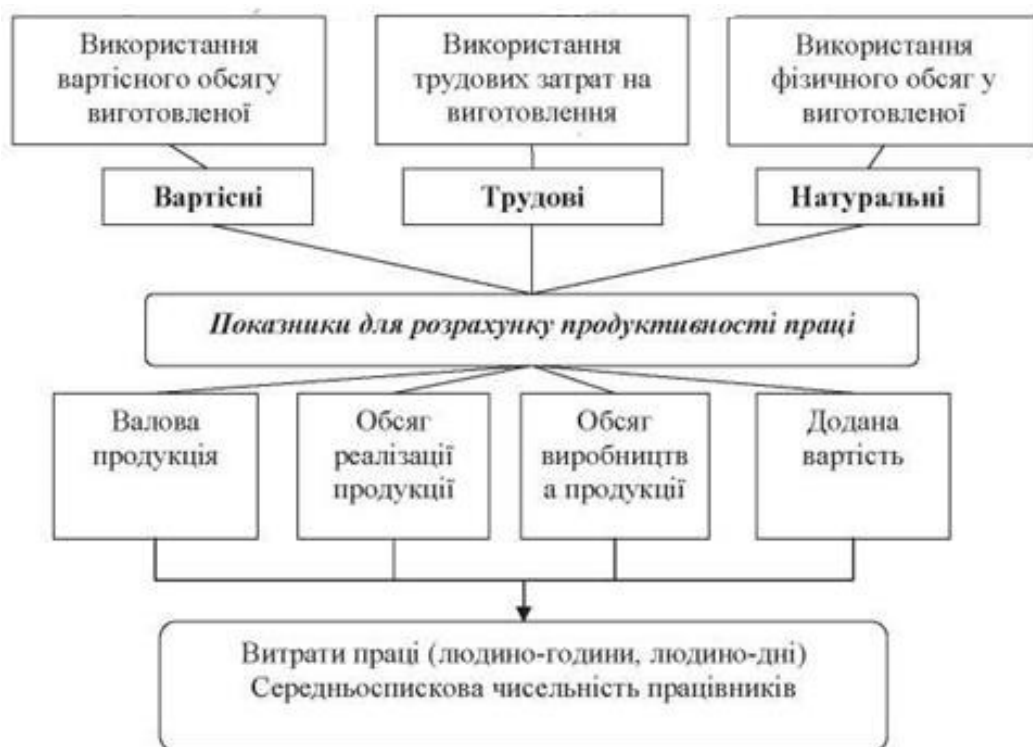 Використання
вартісного обсягу
виготовленої
Використання
трудових затрат на
виготовлення
Використання
фізичного обсяг у
виготовленої
Вартісні
Трудові
Натуральні
Показники для розрахунку продуктивності праці
Валова
продукція
Обсяг
реалізації
продукції
Обсяг
виробництв
а продукції
Додана
вартість
Витрати праці (людино-години, людино-дні)
Середньоспискова чисельність працівників